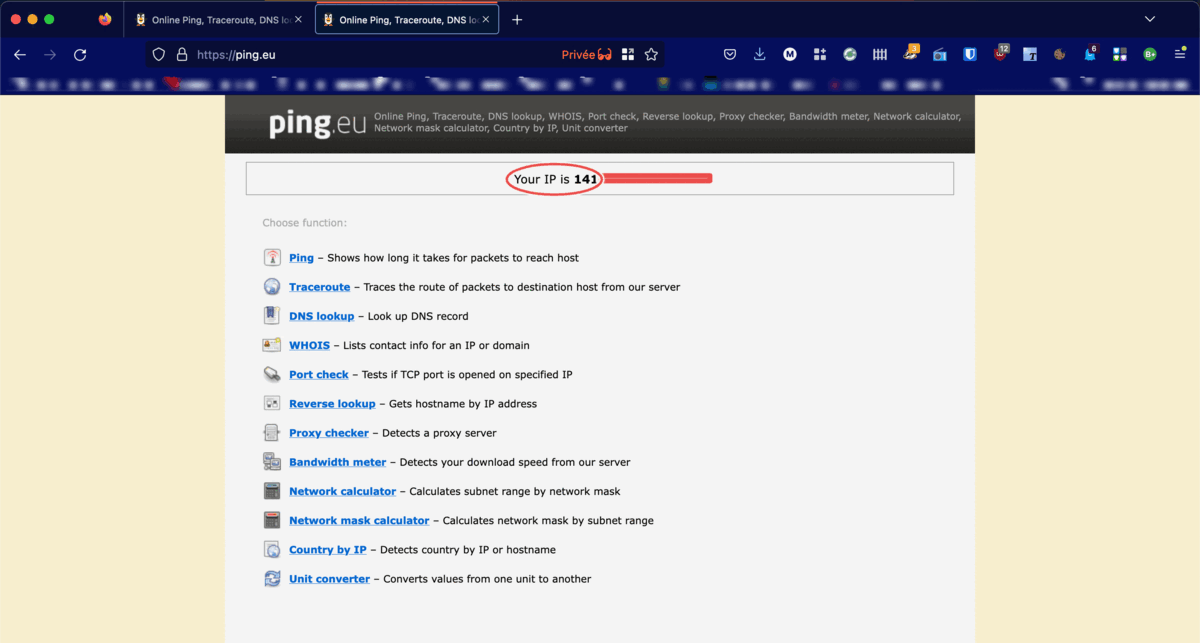 Online Ping, Traceroute, DNS lo
Online Ping, Traceroute, DNS lo
https://ping.eu
Privée
M
3
12
6
B+
ping.eu
Online Ping, Traceroute, DNS lookup, WHOIS, Port check, Reverse lookup, Proxy checker, Bandwidth meter, Network calculator,
Network mask calculator, Country by IP, Unit converter
Your IP is 141
Choose function:
Ping – Shows how long it takes for packets to reach host
Traceroute – Traces the route of packets to destination host from our server
DNS lookup – Look up DNS record
WHOIS – Lists contact info for an IP or domain
Port check – Tests if TCP port is opened on specified IP
Reverse lookup – Gets hostname by IP address
Proxy checker – Detects a proxy server
Bandwidth meter – Detects your download speed from our server
Network calculator – Calculates subnet range by network mask
Network mask calculator – Calculates network mask by subnet range
Country by IP – Detects country by IP or hostname
Unit converter – Converts values from one unit to another